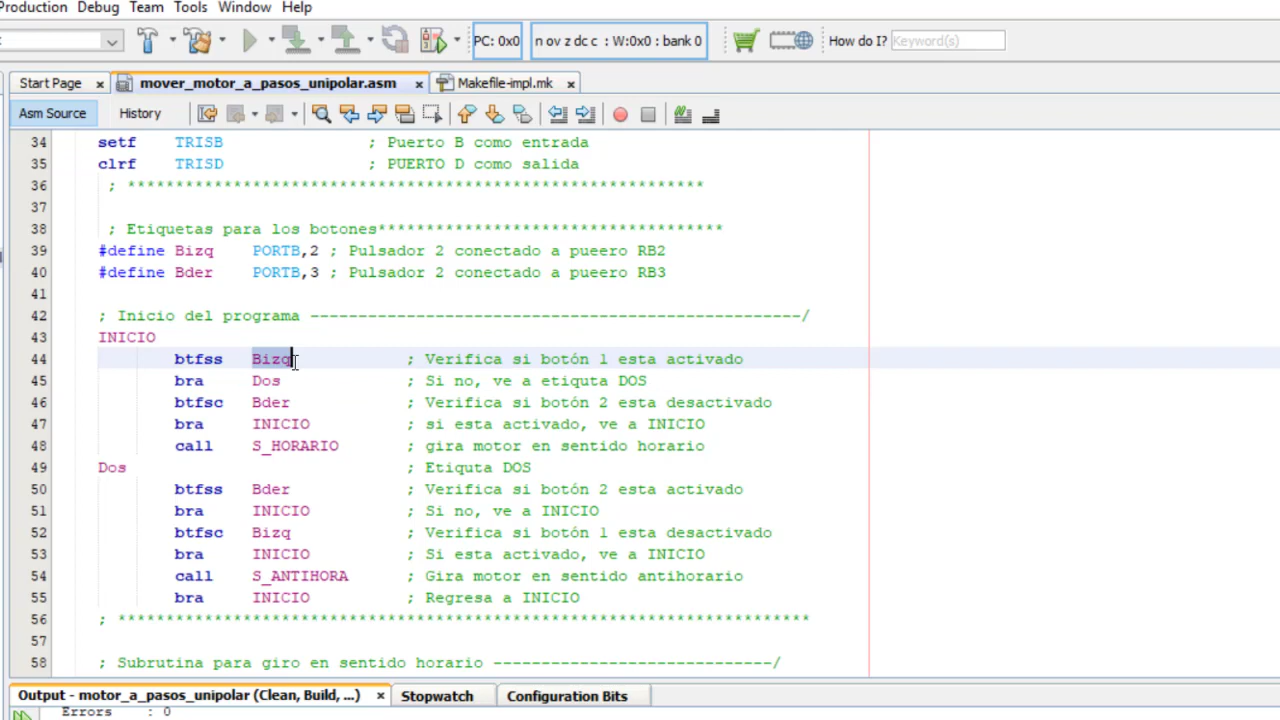 Production Debug Team Tools Window Help
PC: 0x0 n ov z dc c : W:0x0 : bank 0 How do I? Keyword(s)
Start Page mover_motor_a_pasos_unipolar.asm Makefile-impl.mk
Asm Source History
34 setf TRISB ; Puerto B como entrada
35 clrf TRISD ; PUERTO D como salida
36 ; ************************************************************
37
38 ; Etiquetas para los botones************************************
39 #define Bizq PORTB,2 ; Pulsador 2 conectado a pueero RB2
40 #define Bder PORTB,3 ; Pulsador 2 conectado a pueero RB3
41
42 ; Inicio del programa ---------------------------------------------------/
43 INICIO
44 btfss Bizq ; Verifica si botón 1 esta activado
45 bra Dos ; Si no, ve a etiquta DOS
46 btfsc Bder ; Verifica si botón 2 esta desactivado
47 bra INICIO ; si esta activado, ve a INICIO
48 call S_HORARIO ; gira motor en sentido horario
49 Dos ; Etiquta DOS
50 btfss Bder ; Verifica si botón 2 esta activado
51 bra INICIO ; Si no, ve a INICIO
52 btfsc Bizq ; Verifica si botón 1 esta desactivado
53 bra INICIO ; Si esta activado, ve a INICIO
54 call S_ANTIHORA ; Gira motor en sentido antihorario
55 bra INICIO ; Regresa a INICIO
56 ; ************************************************************************
57
58 ; Subrutina para giro en sentido horario -----------------------------/
Output - motor_a_pasos_unipolar (Clean, Build, ...) Stopwatch Configuration Bits
Errors : 0